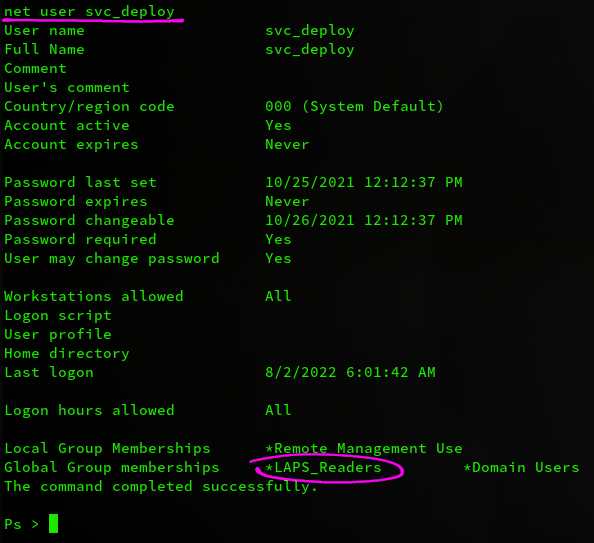 net user svc_deploy
User name svc_deploy
Full Name svc_deploy
Comment
User's comment
Country/region code 000 (System Default)
Account active Yes
Account expires Never
Password last set 10/25/2021 12:12:37 PM
Password expires Never
Password changeable 10/26/2021 12:12:37 PM
Password required Yes
User may change password Yes
Workstations allowed All
Logon script
User profile
Home directory
Last logon 8/2/2022 6:01:42 AM
Logon hours allowed All
Local Group Memberships *Remote Management Use
Global Group memberships *LAPS_Readers *Domain Users
The command completed successfully.
Ps >